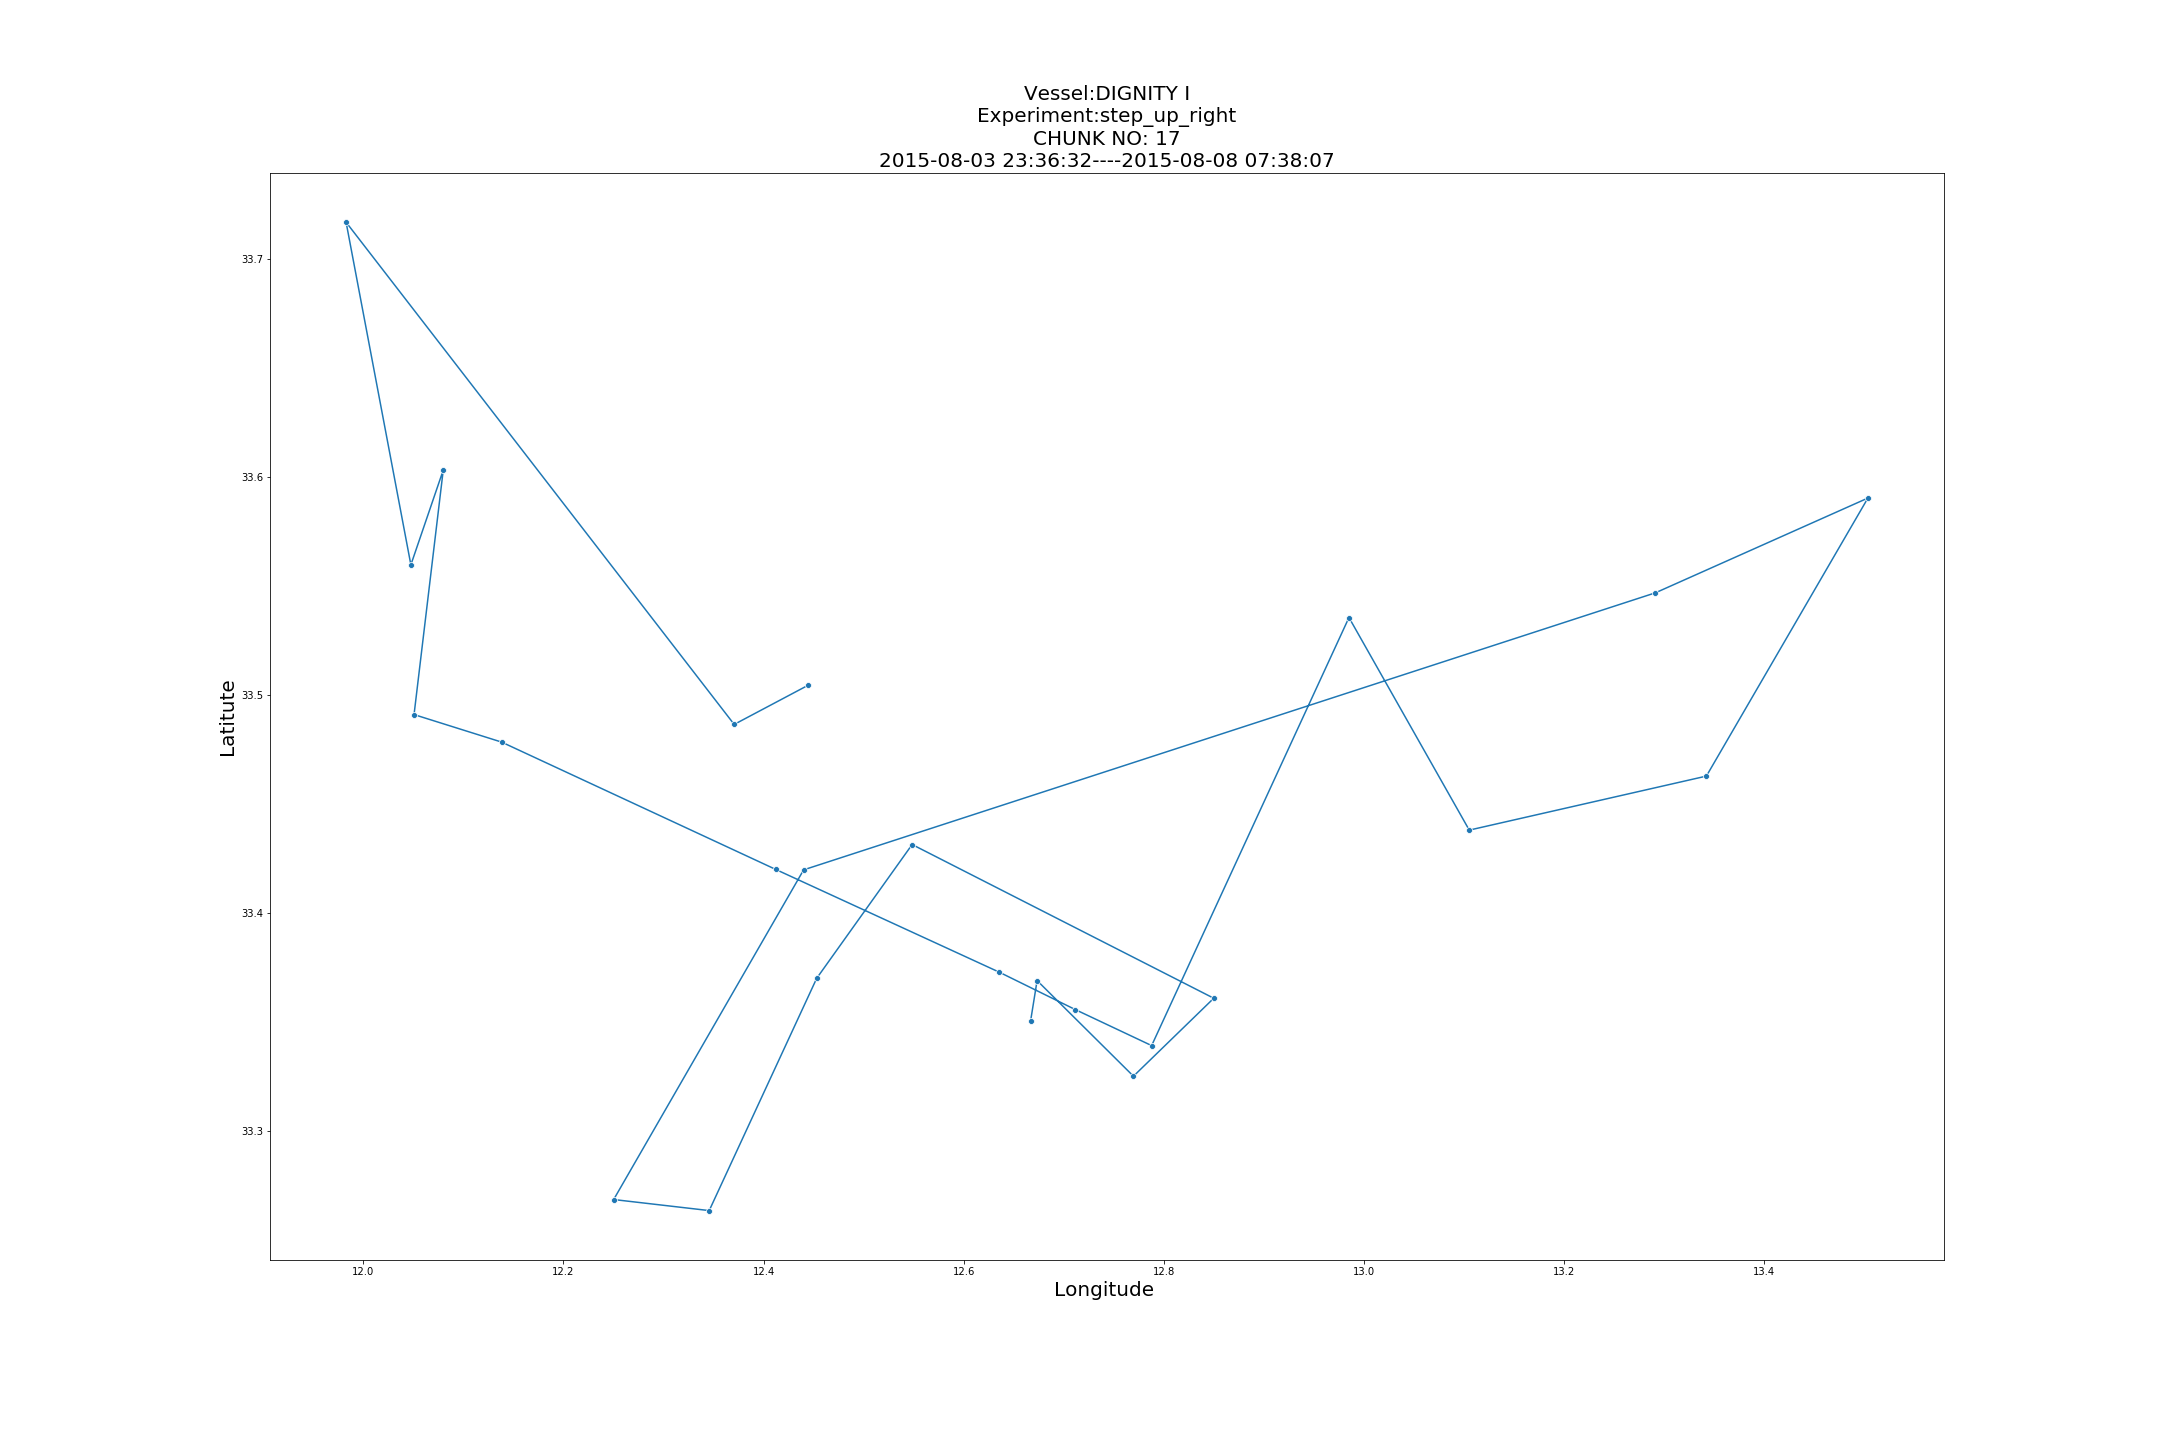 Vessel:DIGNITY I
Experiment:step_up_right
CHUNK NO: 17
2015-08-03 23:36:32----2015-08-08 07:38:07
33.7
33.6
33.5
33.4
33.3
Latitute
12.0 12.2 12.4 12.6 12.8 13.0 13.2 13.4
Longitude